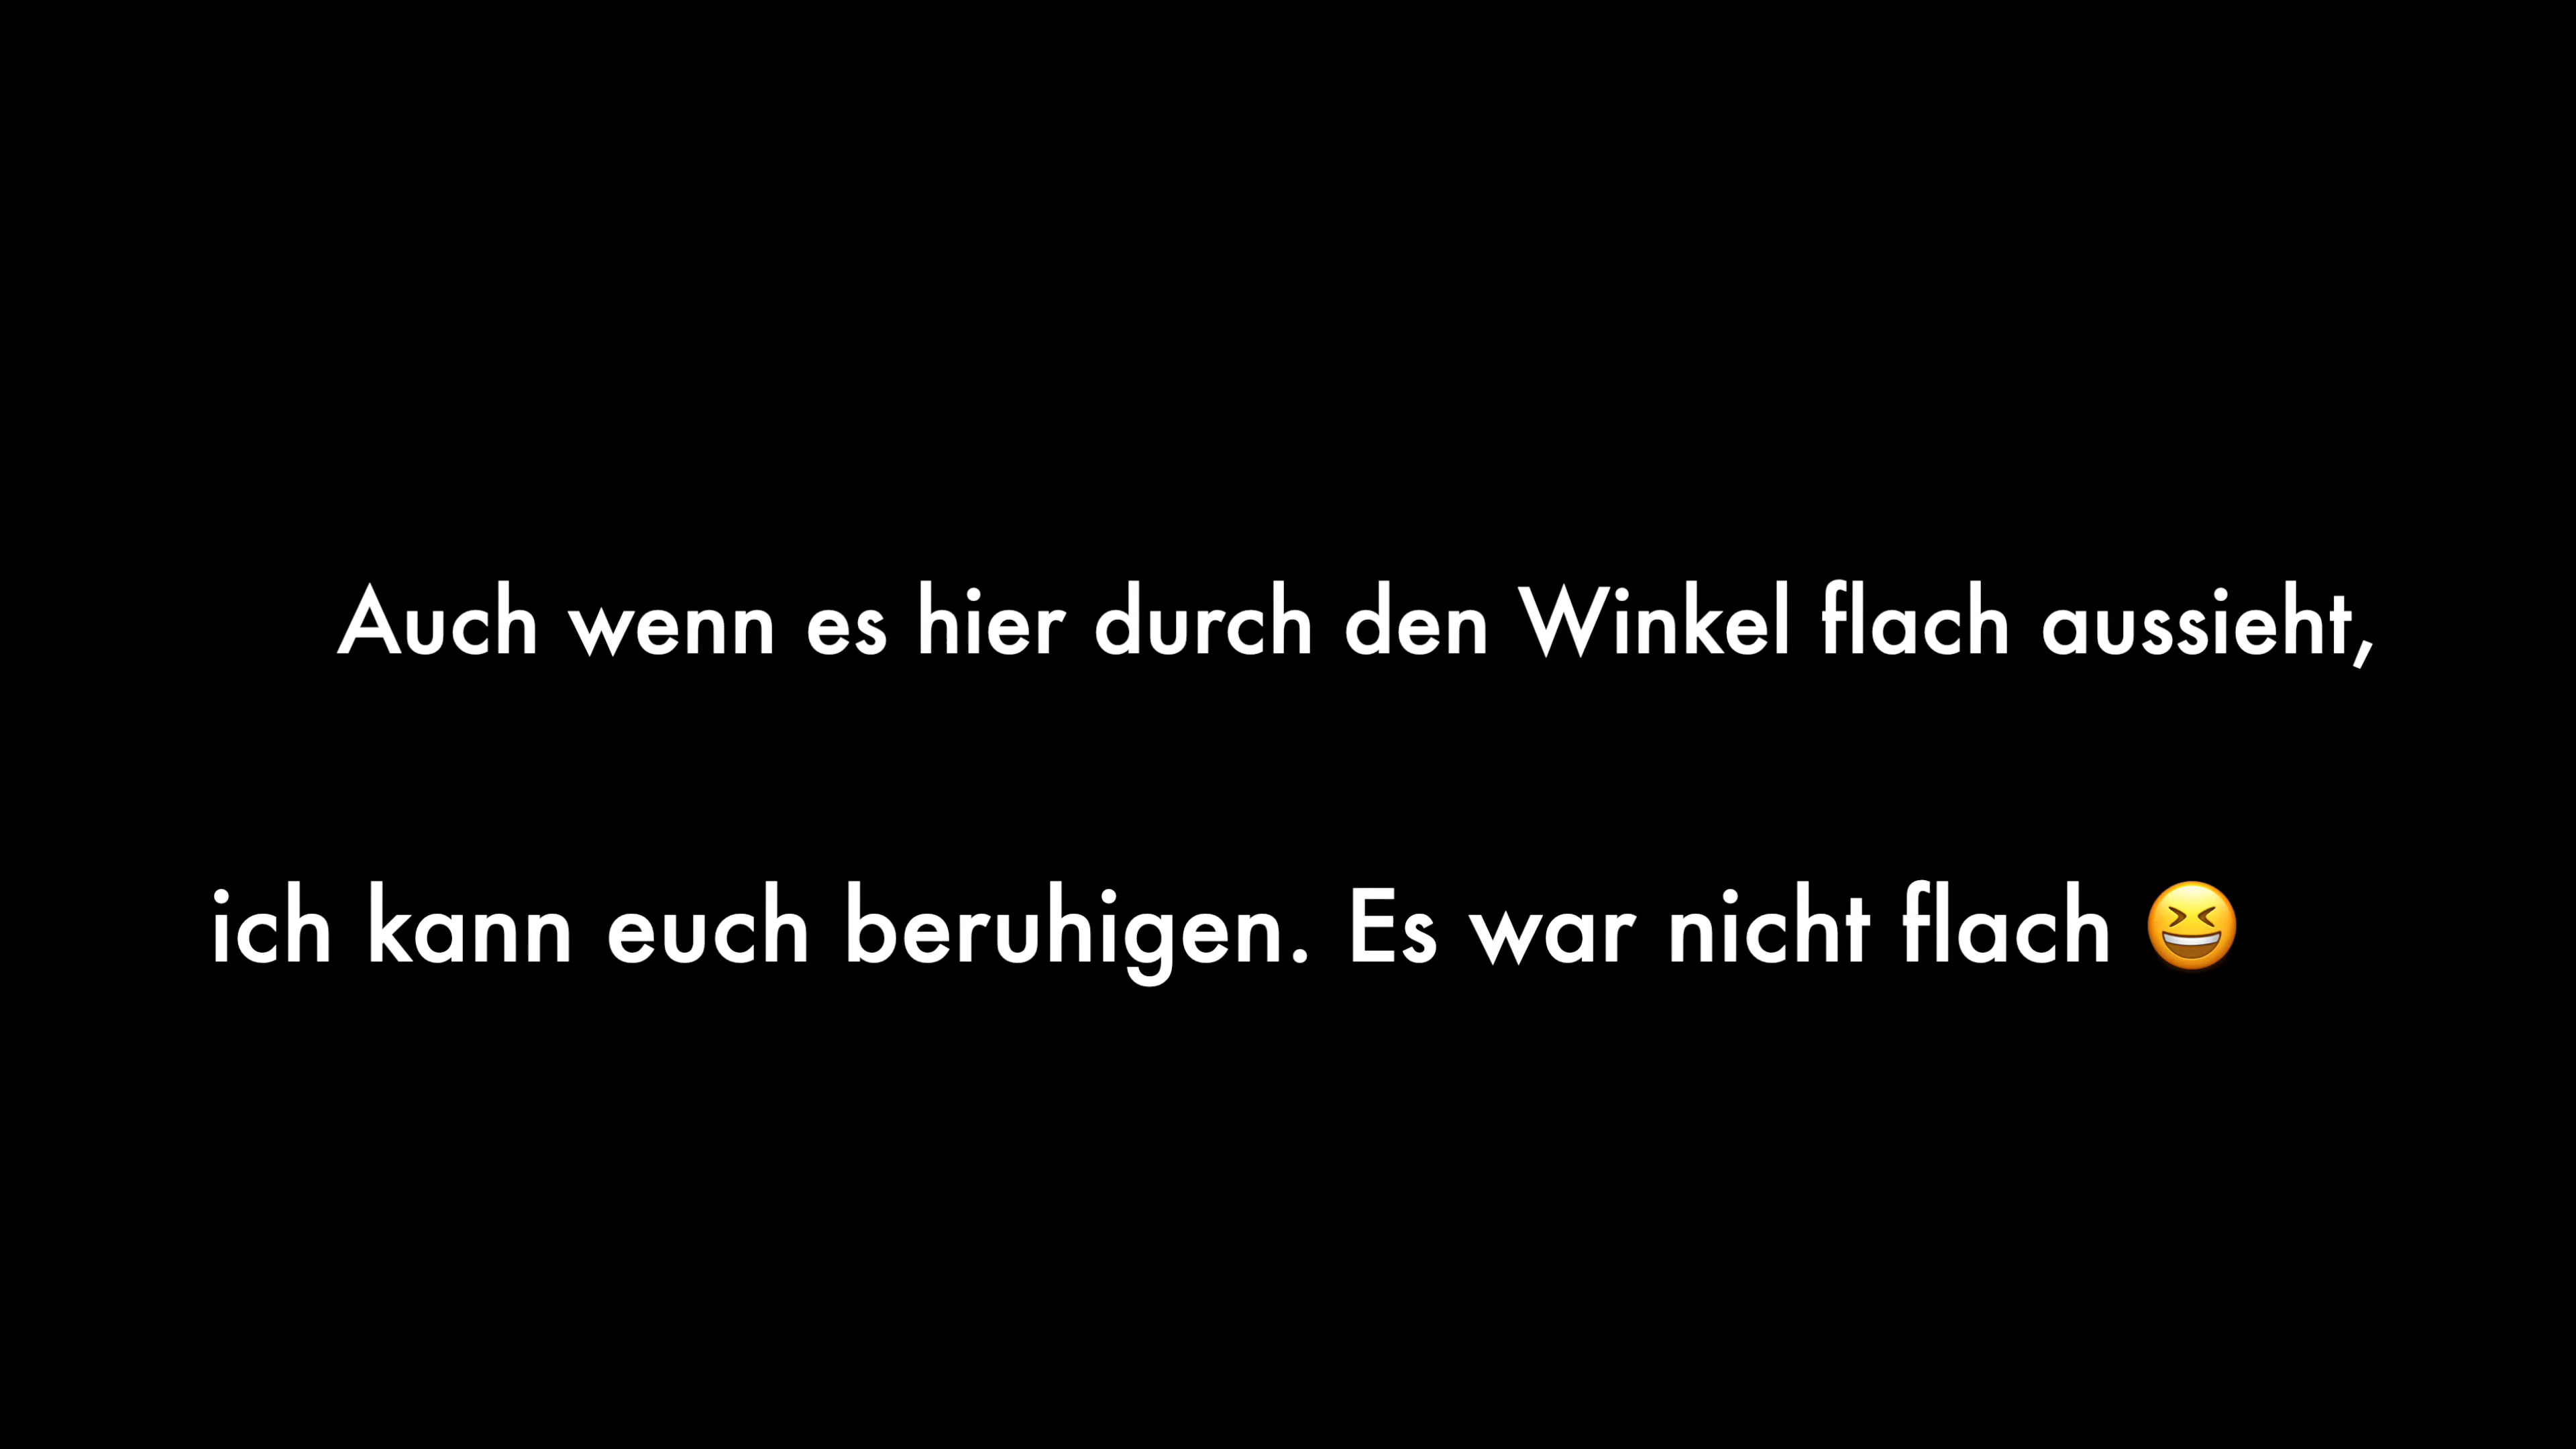 Auch wenn es hier durch den Winkel flach aussieht,
ich kann euch beruhigen. Es war nicht flach 😆